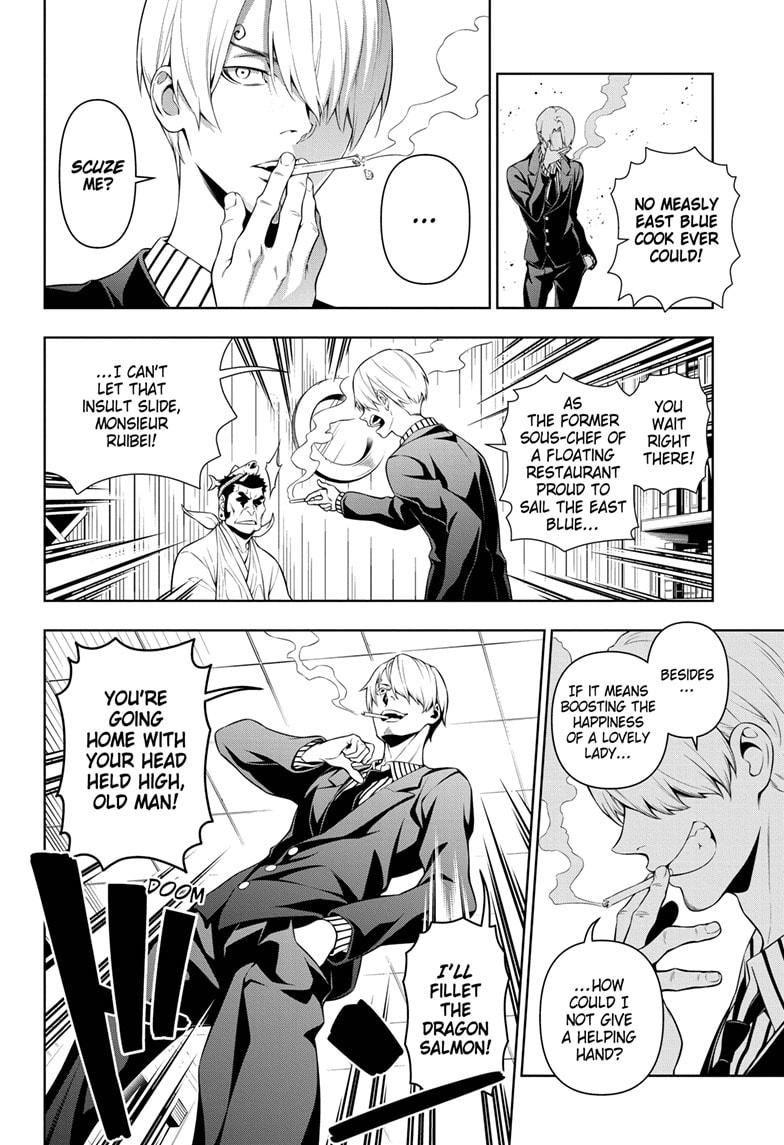 NO MEASLY
EAST BLUE
COOK EVER
COULD!
...
SCUZE
ME?
YOU
WAIT
RIGHT
THERE!
AS
THE FORMER
SOUS-CHEF OF
A FLOATING
RESTAURANT
PROUD TO
SAIL THE EAST
BLUE...
...I CAN'T
LET THAT
INSULT SLIDE,
MONSIEUR
RUIBEI!
BESIDES
...
IF IT MEANS
BOOSTING THE
HAPPINESS
OF A LOVELY
LADY...
...HOW
COULD I
NOT GIVE
A HELPING
HAND?
I'LL
FILLET
THE
DRAGON
SALMON!
YOU'RE
GOING
HOME WITH
YOUR HEAD
HELD HIGH,
OLD MAN!
DOOM